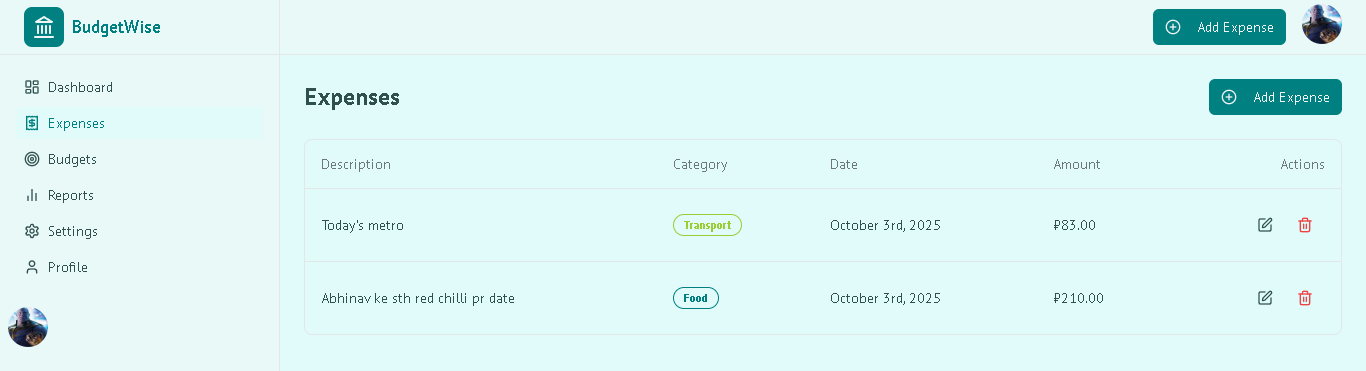 BudgetWise
Add Expense
Dashboard
Expenses
Budgets
Reports
Settings
Profile
Expenses
Add Expense
Description Category Date Amount Actions
Today's metro Transport October 3rd, 2025 ₽83.00
Abhinav ke sth red chilli pr date Food October 3rd, 2025 ₽210.00